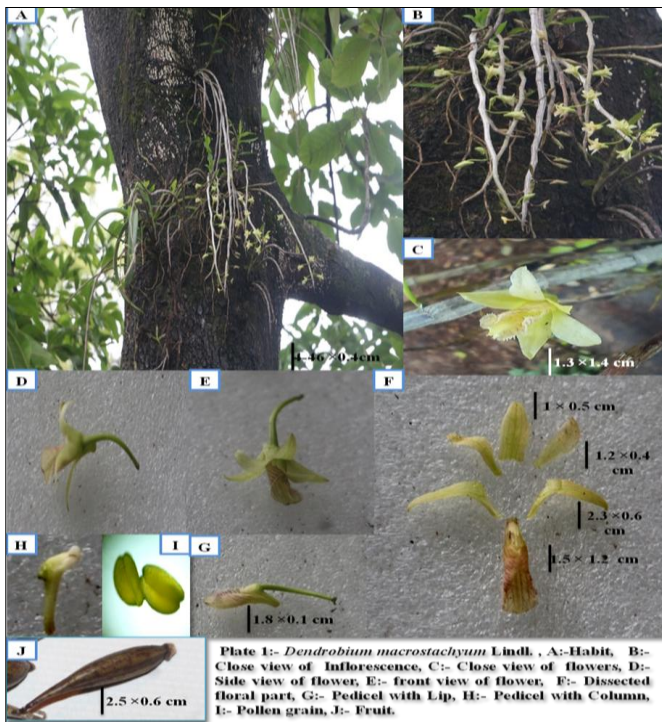 A
B
4-46×0.4cm
C
1.3×1.4 cm
D
E
F
1 × 0.5 cm
1.2×0.4
cm
2.3×0.6
cm
1.5× 1.2 cm
H
I
G
1.8×0.1cm
J
2.5×0.6 cm
Plate 1:- Dendrobium macrostachyum Lindl. , A:-Habit, B:-
Close view of Inflorescence, C:- Close view of flowers, D:-
Side view of flower, E:- front view of flower, F:- Dissected
floral part, G:- Pedicel with Lip, H:- Pedicel with Column,
I:- Pollen grain, J:- Fruit.